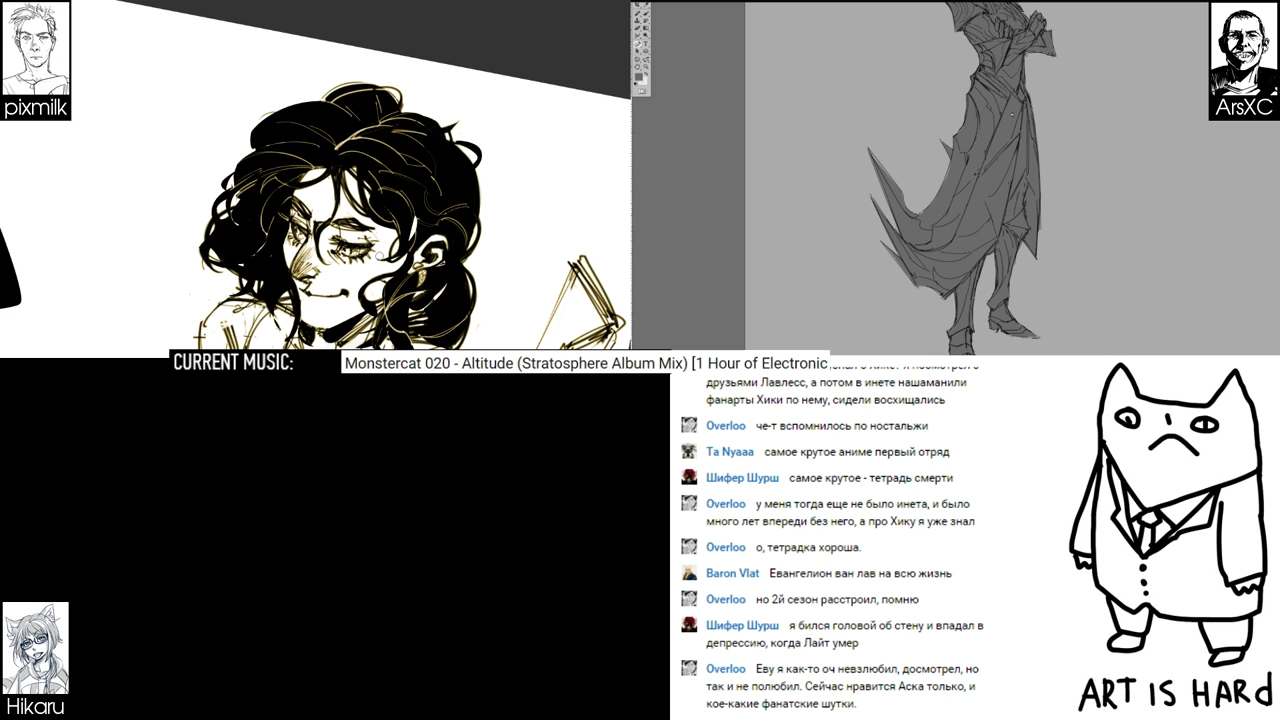 pixmilk
ArsXC
CURRENT MUSIC:
Monstercat 020 - Altitude (Stratosphere Album Mix) [1 Hour of Electronic
друзьями Лавлесс, а потом в инете нашаманили
фанарты Хики по нему, сидели восхищались
Overloo че-т вспомнилось по ностальжи
Ta Nyaaa самое крутое аниме первый отряд
Шифер Шурш самое крутое - тетрадь смерти
Overloo у меня тогда еще не было инета, и было
много лет впереди без него, а про Хику я уже знал
Overloo о, тетрадка хороша.
Baron Vlat Евангелион ван лав на всю жизнь
Overloo но 2й сезон расстроил, помню
Шифер Шурш я бился головой об стену и впадал в
депрессию, когда Лайт умер
Overloo Еву я как-то оч невзлюбил, досмотрел, но
так и не полюбил. Сейчас нравится Аска только, и
кое-какие фанатские шутки.
Hikaru
ART IS HARd